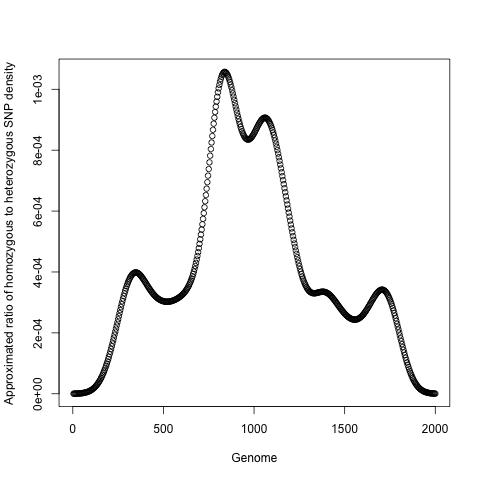 Approximated ratio of homozygous to heterozygous SNP density
1e-03
8e-04
6e-04
4e-04
2e-04
0e+00
0 500 1000 1500 2000
Genome